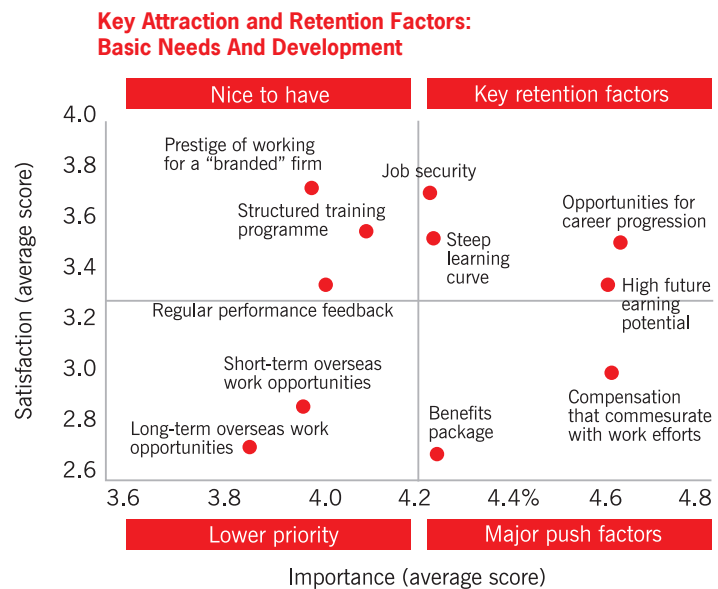 Key Attraction and Retention Factors:
Basic Needs And Development
Nice to have
Key retention factors
Satisfaction (average score)
4.0
3.8
3.6
3.4
3.2
3.0
2.8
2.6
Prestige of working
for a “branded” firm
Structured training
programme
Regular performance feedback
Job security
Steep
learning
curve
Opportunities for
career progression
High future
earning
potential
Short-term overseas
work opportunities
Long-term overseas work
opportunities
Benefits
package
Compensation
that commesurate
with work efforts
3.6
3.8
4.0
4.2
4.4%
4.6
4.8
Lower priority
Major push factors
Importance (average score)